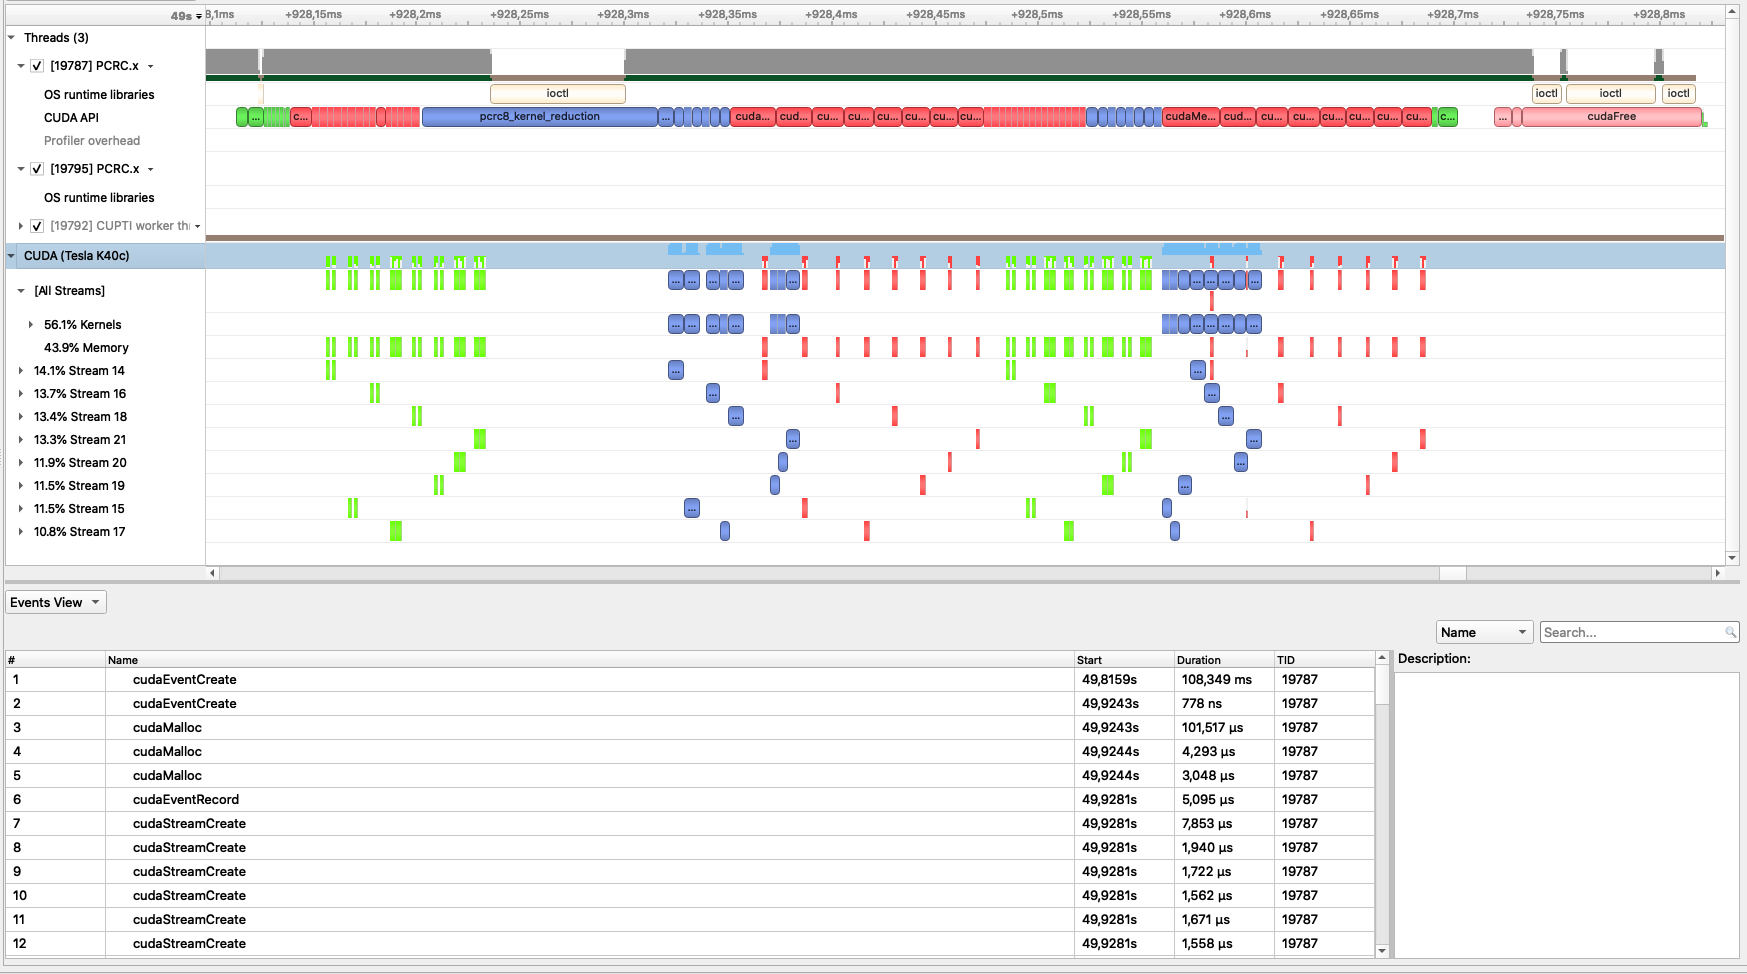 49s 8,1ms +928,15ms +928,2ms +928,25ms +928,3ms +928,35ms +928,4ms +928,45ms +928,5ms +928,55ms +928,6ms +928,65ms +928,7ms +928,75ms +928,8ms
Threads (3)
[19787] PCRC.x
OS runtime libraries ioctl ioctl ioctl ioctl
CUDA API ... c... pcrc8_kernel_reduction ... cuda... cud... cu... cu... cu... cu... cu... cu... cudaMe... cud... cu... cu... cu... cu... cu... cu... c... ... cudaFree
Profiler overhead
[19795] PCRC.x
OS runtime libraries
[19792] CUPTI worker thr
CUDA (Tesla K40c)
[All Streams] ... ... ... ... ... ... ... ... ... ...
56.1% Kernels ... ... ... ... ... ... ... ... ...
43.9% Memory
14.1% Stream 14 ... ...
13.7% Stream 16 ... ...
13.4% Stream 18 ... ...
13.3% Stream 21 ... ...
11.9% Stream 20 ...
11.5% Stream 19 ...
11.5% Stream 15 ...
10.8% Stream 17
Events View
Name Search...
# Name Start Duration TID Description:
1 cudaEventCreate 49,8159s 108,349 ms 19787
2 cudaEventCreate 49,9243s 778 ns 19787
3 cudaMalloc 49,9243s 101,517 μs 19787
4 cudaMalloc 49,9244s 4,293 μs 19787
5 cudaMalloc 49,9244s 3,048 μs 19787
6 cudaEventRecord 49,9281s 5,095 μs 19787
7 cudaStreamCreate 49,9281s 7,853 μs 19787
8 cudaStreamCreate 49,9281s 1,940 μs 19787
9 cudaStreamCreate 49,9281s 1,722 μs 19787
10 cudaStreamCreate 49,9281s 1,562 μs 19787
11 cudaStreamCreate 49,9281s 1,671 μs 19787
12 cudaStreamCreate 49,9281s 1,558 μs 19787